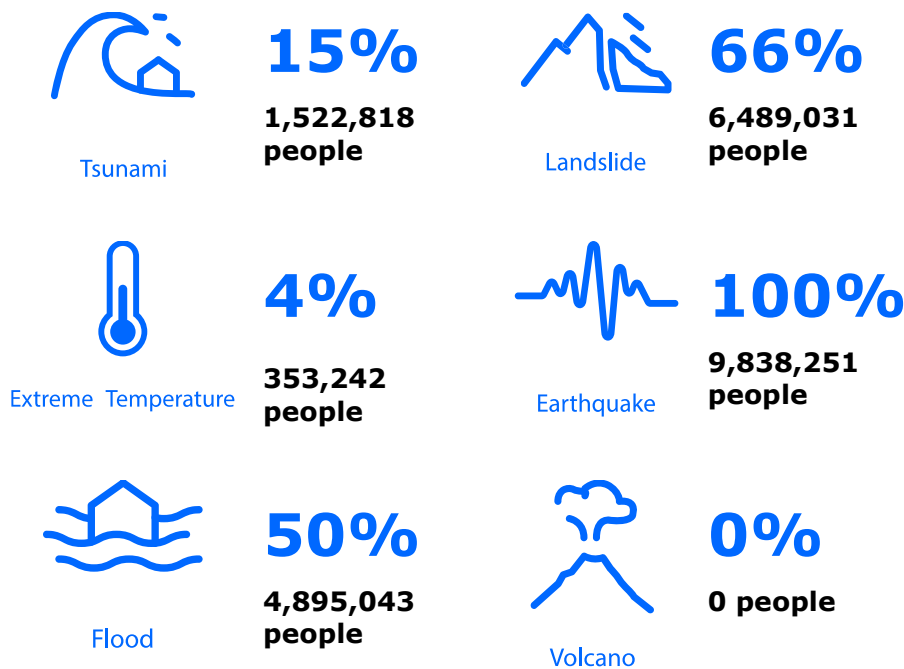 15%
1,522,818
people
Tsunami
66%
6,489,031
people
Landslide
4%
353,242
people
Extreme Temperature
100%
9,838,251
people
Earthquake
50%
4,895,043
people
Flood
0%
0 people
Volcano